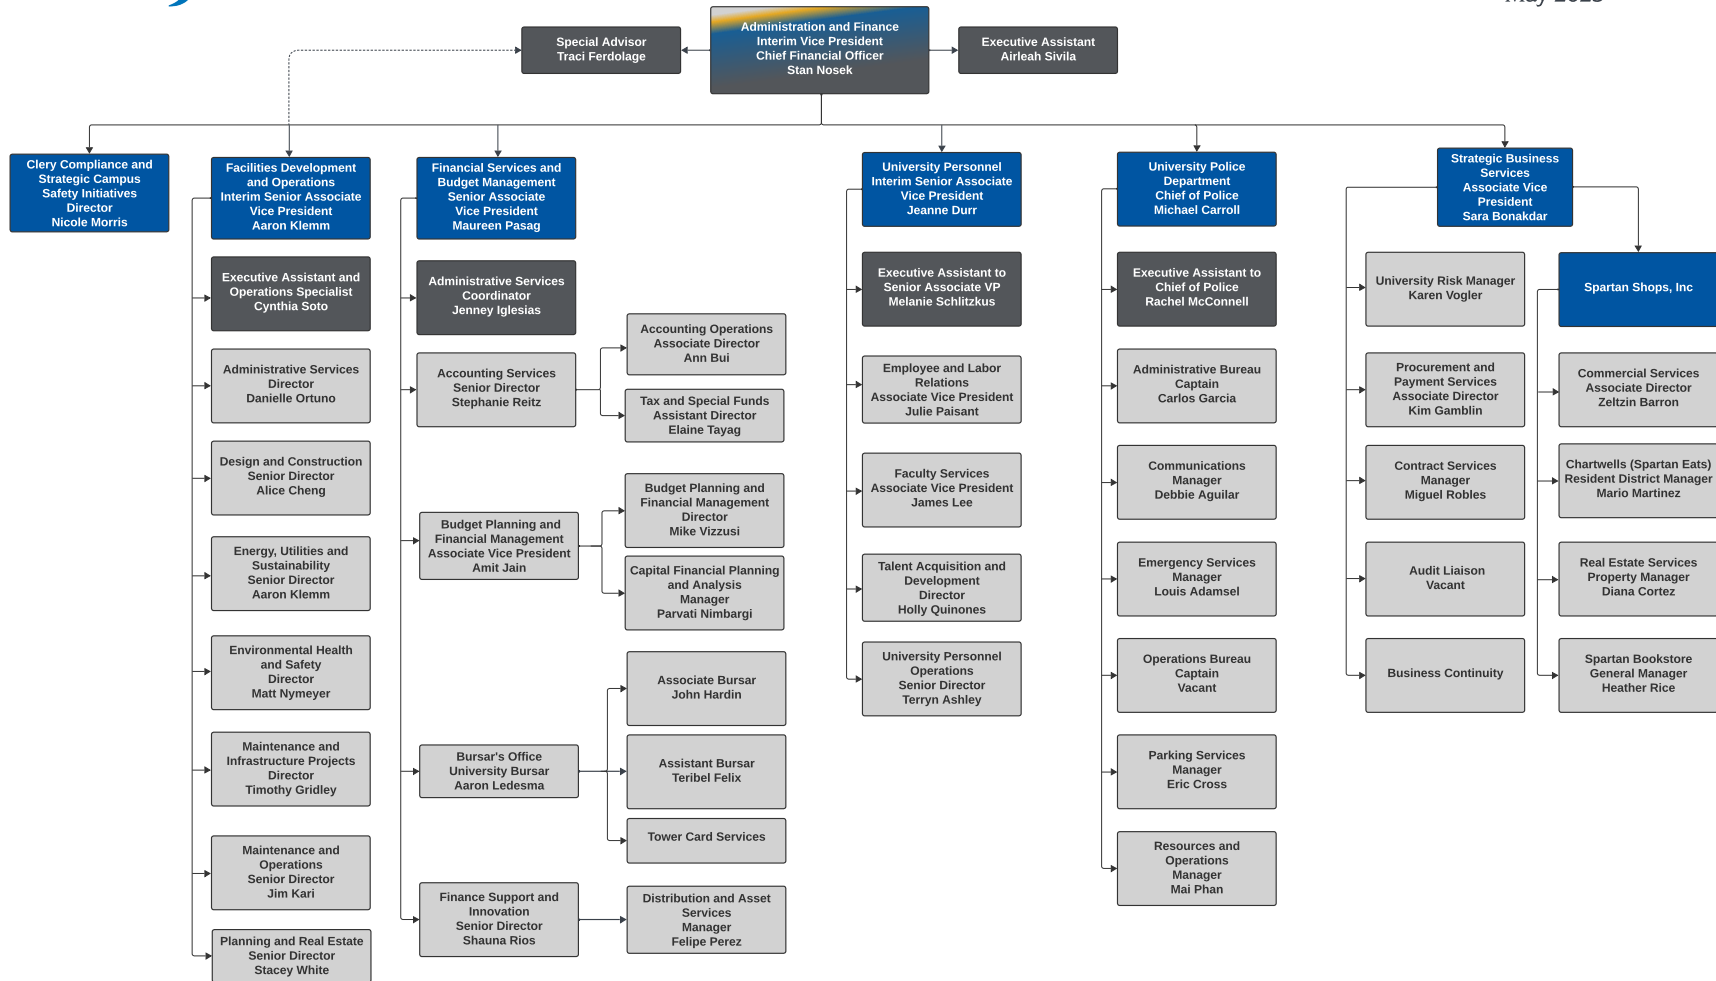 May 2023
Administration and Finance
Interim Vice President
Chief Financial Officer
Stan Nosek
Special Advisor
Traci Ferdolage
Executive Assistant
Airleah Sivila
Clery Compliance and
Strategic Campus
Safety Initiatives
Director
Nicole Morris
Facilities Development
and Operations
Interim Senior Associate
Vice President
Aaron Klemm
Executive Assistant and
Operations Specialist
Cynthia Soto
Administrative Services
Director
Danielle Ortuno
Design and Construction
Senior Director
Alice Cheng
Energy, Utilities and
Sustainability
Senior Director
Aaron Klemm
Environmental Health
and Safety
Director
Matt Nymeyer
Maintenance and
Infrastructure Projects
Director
Timothy Gridley
Maintenance and
Operations
Senior Director
Jim Kari
Planning and Real Estate
Senior Director
Stacey White
Financial Services and
Budget Management
Senior Associate
Vice President
Maureen Pasag
Administrative Services
Coordinator
Jenney Iglesias
Accounting Services
Senior Director
Stephanie Reitz
Accounting Operations
Associate Director
Ann Bui
Tax and Special Funds
Assistant Director
Elaine Tayag
Budget Planning and
Financial Management
Associate Vice President
Amit Jain
Budget Planning and
Financial Management
Director
Mike Vizzusi
Capital Financial Planning
and Analysis
Manager
Parvati Nimbargi
Bursar's Office
University Bursar
Aaron Ledesma
Associate Bursar
John Hardin
Assistant Bursar
Teribel Felix
Tower Card Services
Finance Support and
Innovation
Senior Director
Shauna Rios
Distribution and Asset
Services
Manager
Felipe Perez
University Personnel
Interim Senior Associate
Vice President
Jeanne Durr
Executive Assistant to
Senior Associate VP
Melanie Schlitzkus
Employee and Labor
Relations
Associate Vice President
Julie Paisant
Faculty Services
Associate Vice President
James Lee
Talent Acquisition and
Development
Director
Holly Quinones
University Personnel
Operations
Senior Director
Terryn Ashley
University Police
Department
Chief of Police
Michael Carroll
Executive Assistant to
Chief of Police
Rachel McConnell
Administrative Bureau
Captain
Carlos Garcia
Communications
Manager
Debbie Aguilar
Emergency Services
Manager
Louis Adamsel
Operations Bureau
Captain
Vacant
Parking Services
Manager
Eric Cross
Resources and
Operations
Manager
Mai Phan
Strategic Business
Services
Associate Vice
President
Sara Bonakdar
University Risk Manager
Karen Vogler
Procurement and
Payment Services
Associate Director
Kim Gamblin
Contract Services
Manager
Miguel Robles
Audit Liaison
Vacant
Business Continuity
Spartan Shops, Inc
Commercial Services
Associate Director
Zeltzin Barron
Chartwells (Spartan Eats)
Resident District Manager
Mario Martinez
Real Estate Services
Property Manager
Diana Cortez
Spartan Bookstore
General Manager
Heather Rice